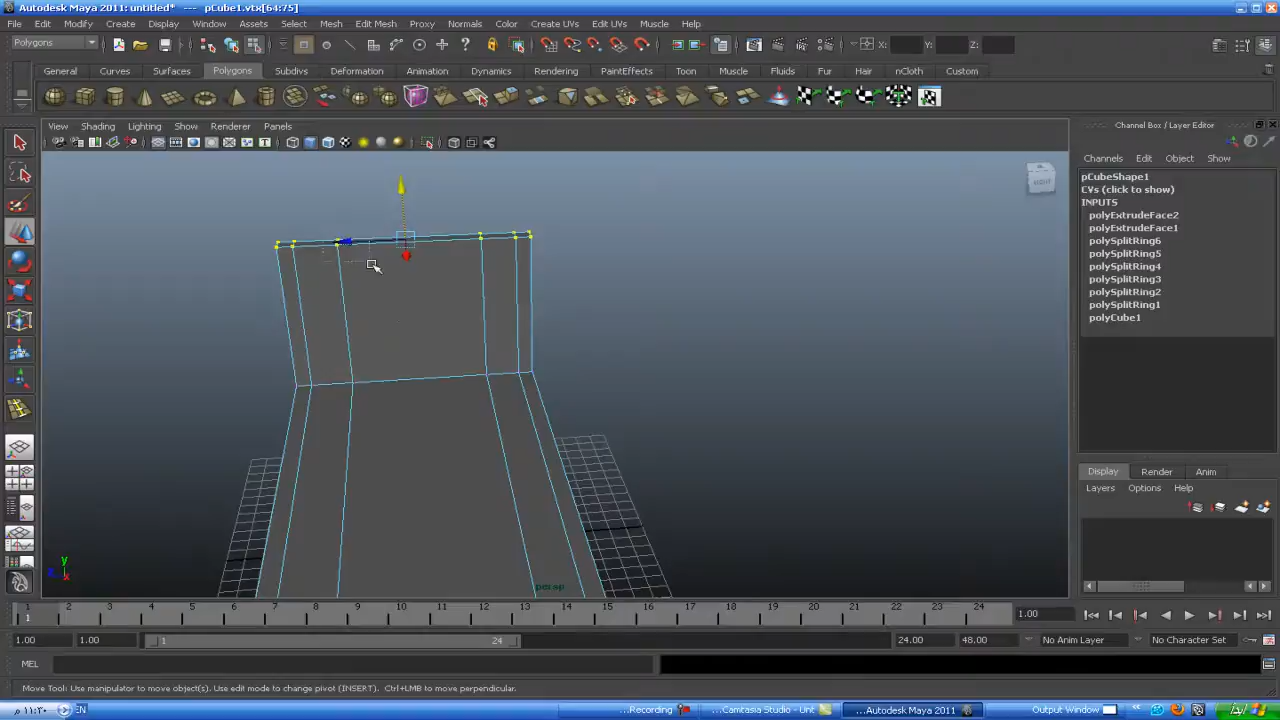 Autodesk Maya 2011: untitled* --- pCube1.vtx[64:75]
File Edit Modify Create Display Window Assets Select Mesh Edit Mesh Proxy Normals Color Create UVs Edit UVs Muscle Help
Polygons X: Y: Z:
General Curves Surfaces Polygons Subdivs Deformation Animation Dynamics Rendering PaintEffects Toon Muscle Fluids Fur Hair nCloth Custom
View Shading Lighting Show Renderer Panels
Channel Box / Layer Editor
Channels Edit Object Show
pCubeShape1
CVs (click to show)
INPUTS
polyExtrudeFace2
polyExtrudeFace1
polySplitRing6
polySplitRing5
polySplitRing4
polySplitRing3
polySplitRing2
polySplitRing1
polyCube1
RIGHT
Display Render Anim
Layers Options Help
y
x
persp
1 2 3 4 5 6 7 8 9 10 11 12 13 14 15 16 17 18 19 20 21 22 23 24
1
1.00
1.00 1.00 1 24 24.00 48.00 No Anim Layer No Character Set
MEL
Move Tool: Use manipulator to move object(s). Use edit mode to change pivot (INSERT). Ctrl+LMB to move perpendicular.
١١:٢٠ م EN ...Recording ...Camtasia Studio - Unt ...Autodesk Maya 2011 Output Window